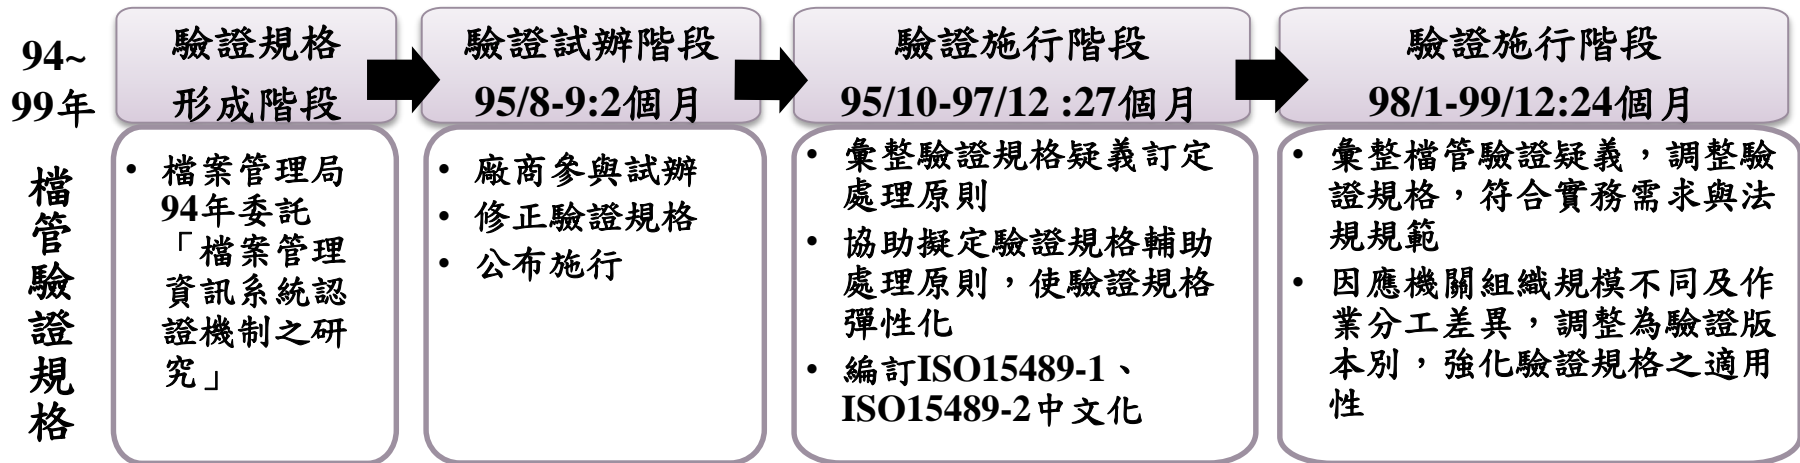 94~
99年
檔
管
驗
證
規
格
驗證規格
形成階段
• 檔案管理局
94年委託
「檔案管理
資訊系統認
證機制之研
究」
驗證試辦階段
95/8-9:2個月
• 廠商參與試辦
• 修正驗證規格
• 公布施行
驗證施行階段
95/10-97/12 :27個月
• 彙整驗證規格疑義訂定
處理原則
• 協助擬定驗證規格輔助
處理原則，使驗證規格
彈性化
• 編訂ISO15489-1、
ISO15489-2中文化
驗證施行階段
98/1-99/12:24個月
• 彙整檔管驗證疑義，調整驗
證規格，符合實務需求與法
規規範
• 因應機關組織規模不同及作
業分工差異，調整為驗證版
本別，強化驗證規格之適用
性